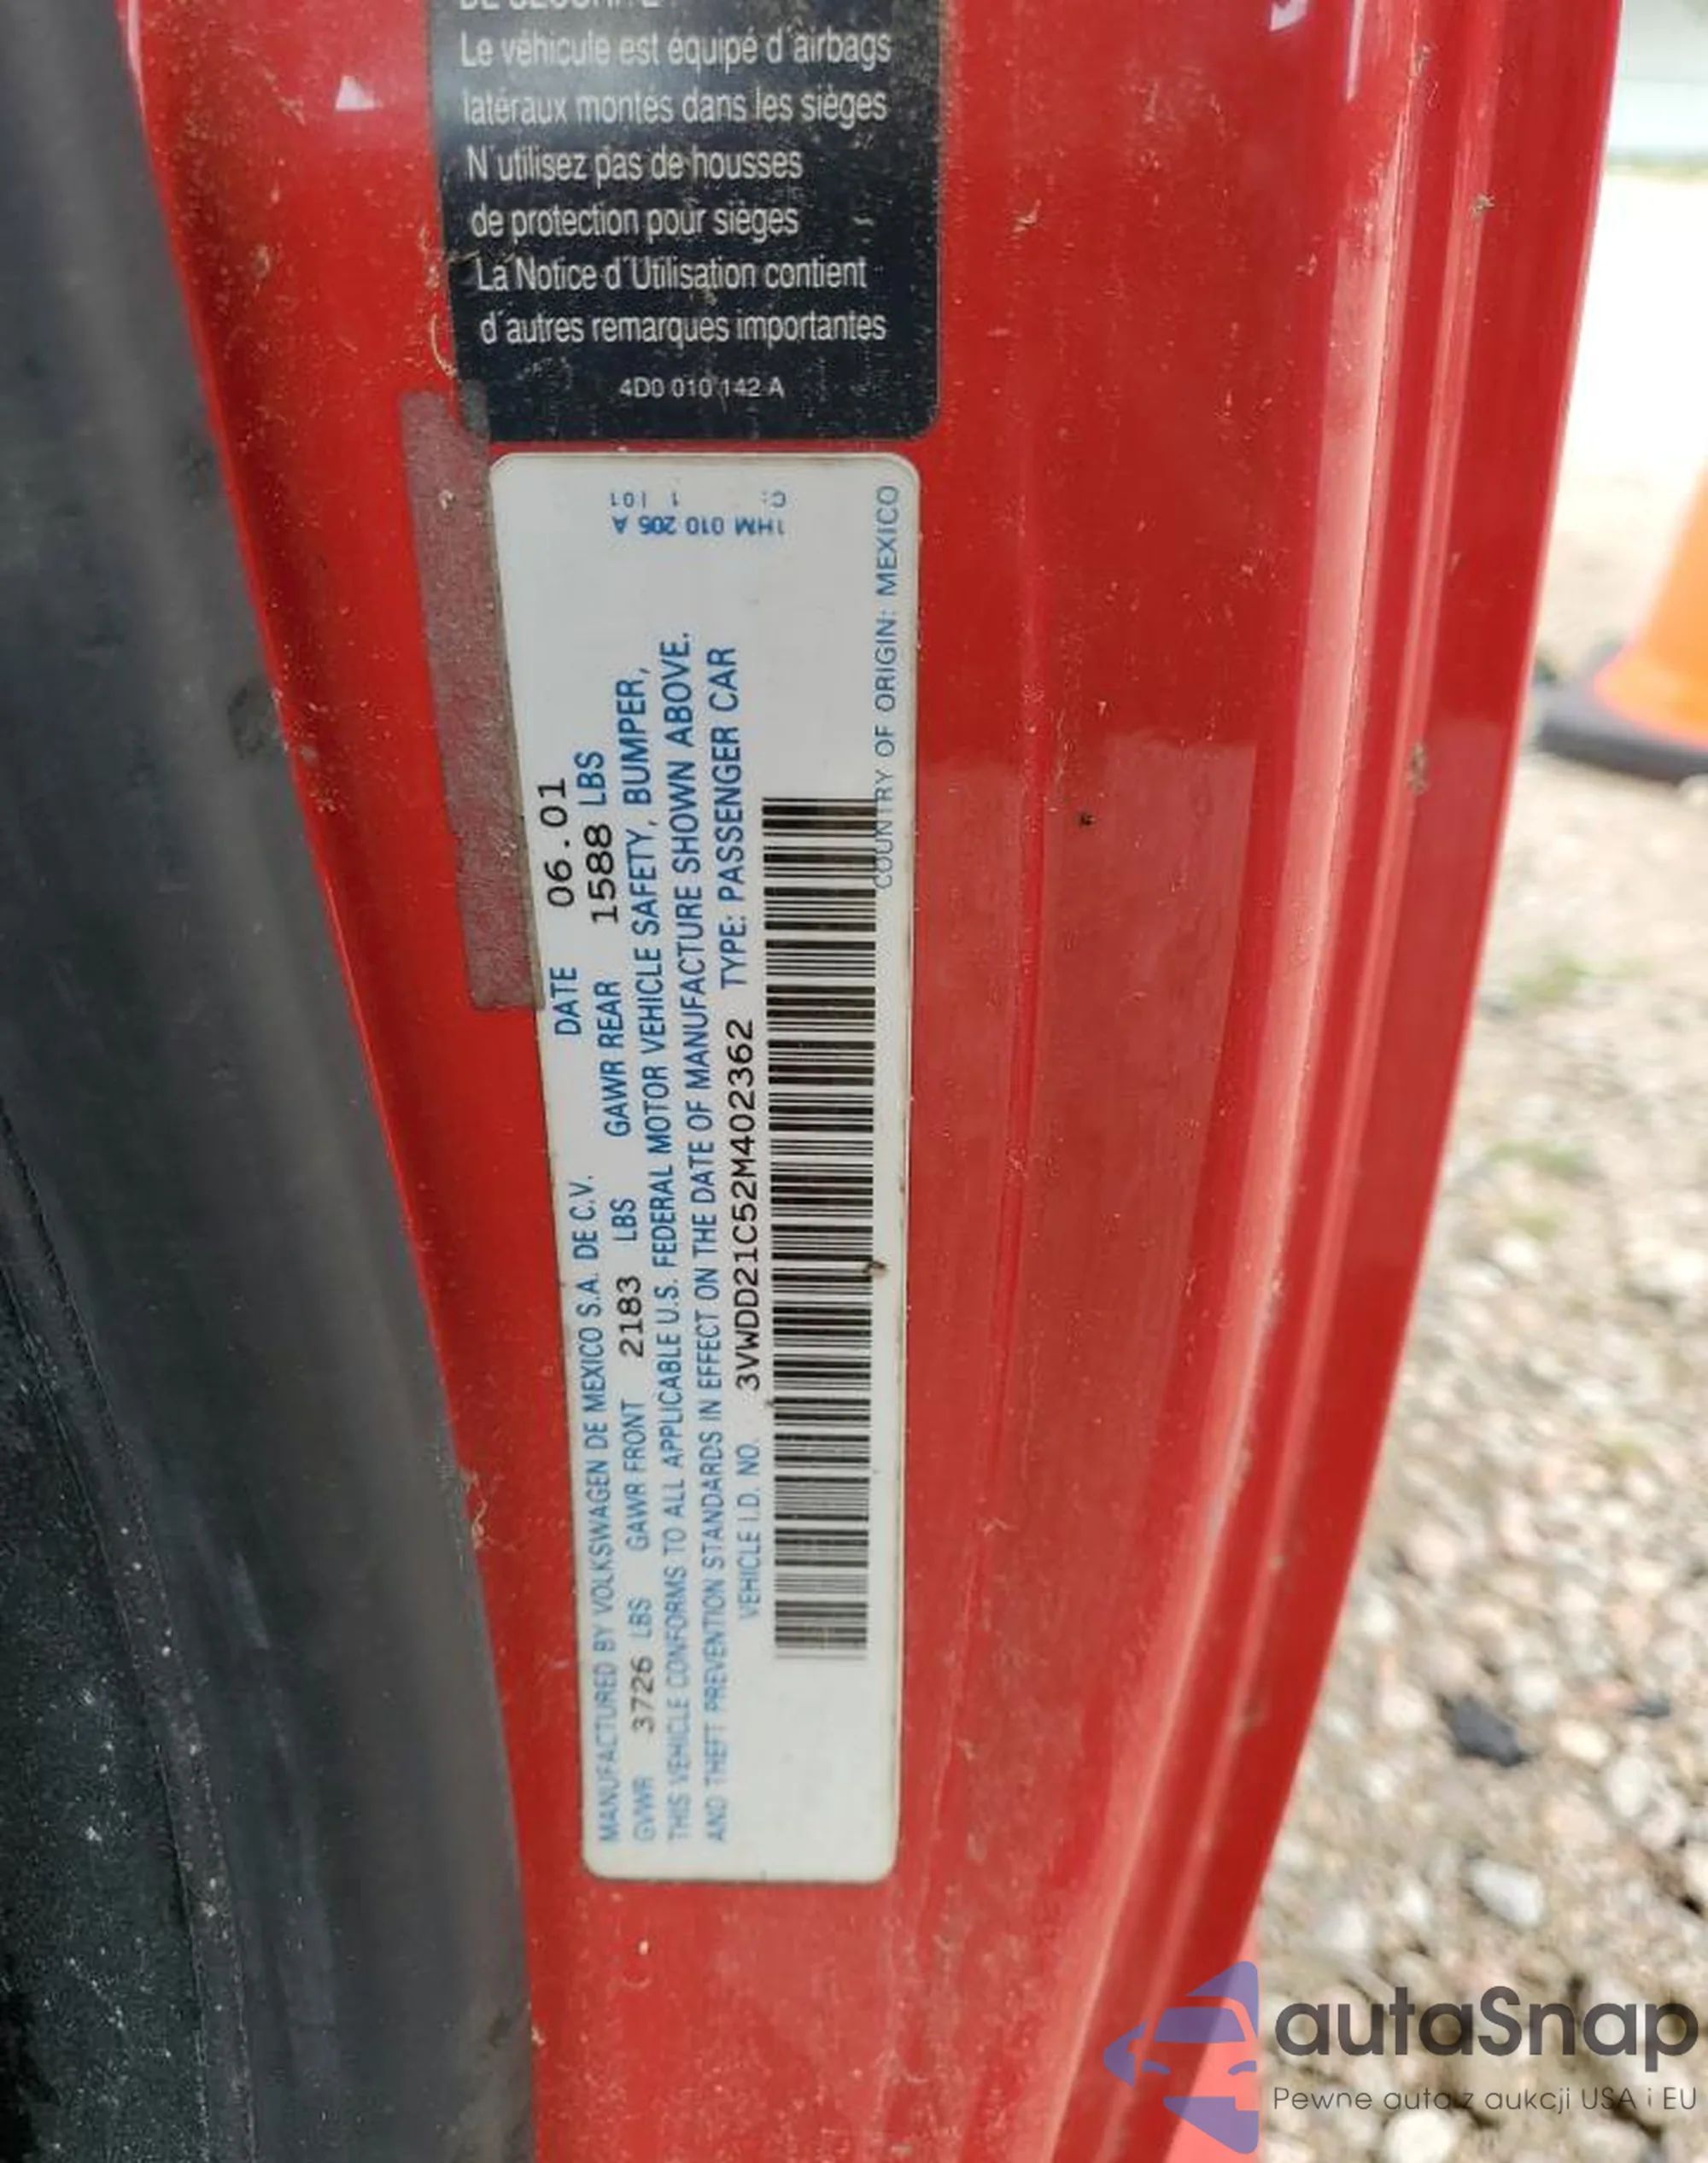 Le véhicule est équipé d'airbags
latéraux montés dans les sièges
N'utilisez pas de housses
de protection pour sièges
La Notice d'Utilisation contient
d'autres remarques importantes
4D0 010 142 A
MANUFACTURED BY VOLKSWAGEN DE MEXICO S.A. DE C.V. DATE 06.01
GVWR 3726 LBS GAWR FRONT 2183 LBS GAWR REAR 1588 LBS
THIS VEHICLE CONFORMS TO ALL APPLICABLE U.S. FEDERAL MOTOR VEHICLE SAFETY, BUMPER,
AND THEFT PREVENTION STANDARDS IN EFFECT ON THE DATE OF MANUFACTURE SHOWN ABOVE.
VEHICLE I.D. NO. 3VWDD21C52M402362 TYPE: PASSENGER CAR
COUNTRY OF ORIGIN: MEXICO
1HM 010 205 A
C: 1 101
autaSnap
Pewne auta z aukcji USA i EU